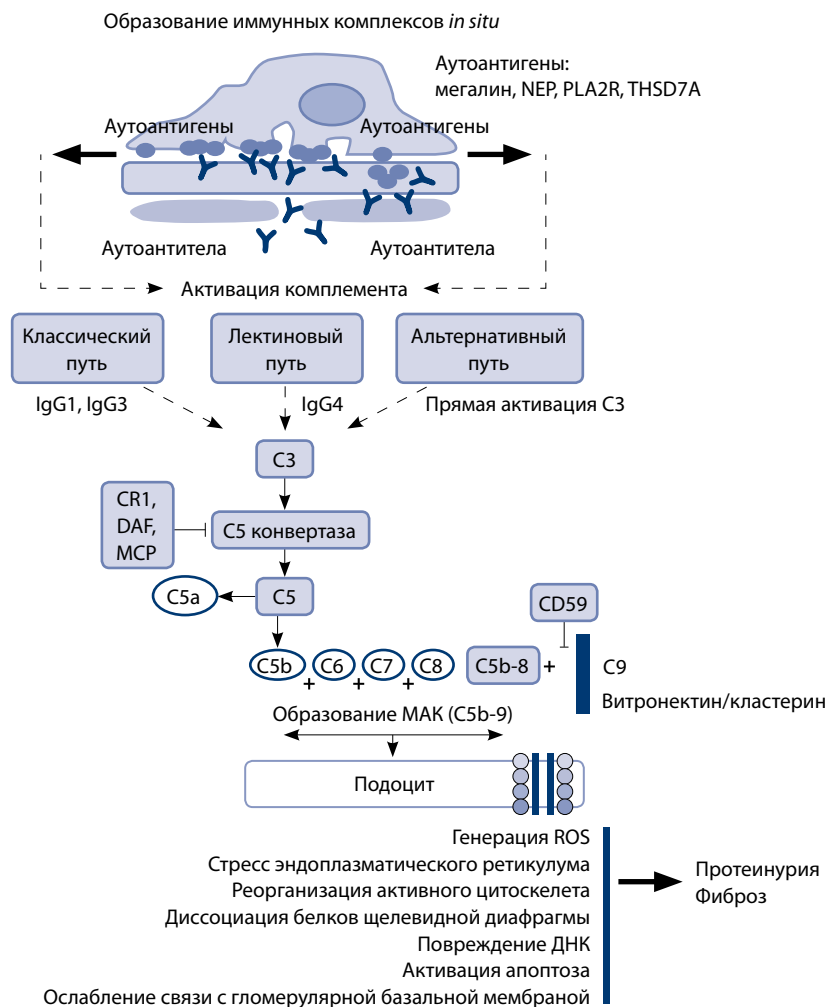 Образование иммунных комплексов in situ
Аутоантигены:
мегалин, NEP, PLA2R, THSD7A
Аутоантигены
Аутоантигены
Аутоантитела
Аутоантитела
Активация комплемента
Классический
путь
Лектиновый
путь
Альтернативный
путь
IgG1, IgG3
IgG4
Прямая активация C3
C3
CR1,
DAF,
MCP
C5 конвертаза
C5a
C5
CD59
C5b
+
C6
+
C7
+
C8
C5b-8
+
C9
Витронектин/кластерин
Образование МАК (C5b-9)
Подоцит
Генерация ROS
Стресс эндоплазматического ретикулума
Реорганизация активного цитоскелета
Диссоциация белков щелевидной диафрагмы
Повреждение ДНК
Активация апоптоза
Ослабление связи с гломерулярной базальной мембраной
Протеинурия
Фиброз